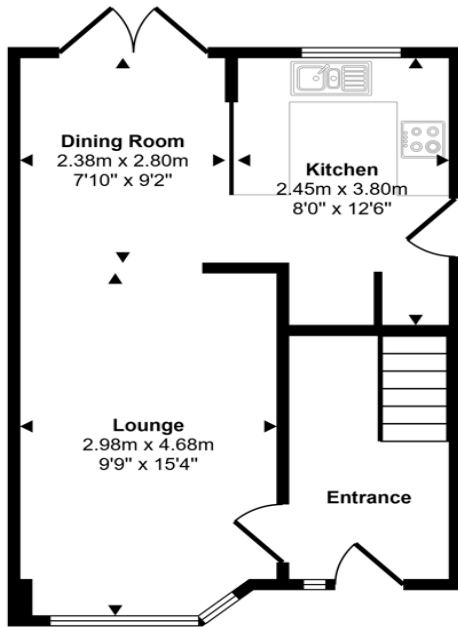 Dining Room
2.38m x 2.80m
7'10" x 9'2"
Kitchen
2.45m x 3.80m
8'0" x 12'6"
Lounge
2.98m x 4.68m
9'9" x 15'4"
Entrance